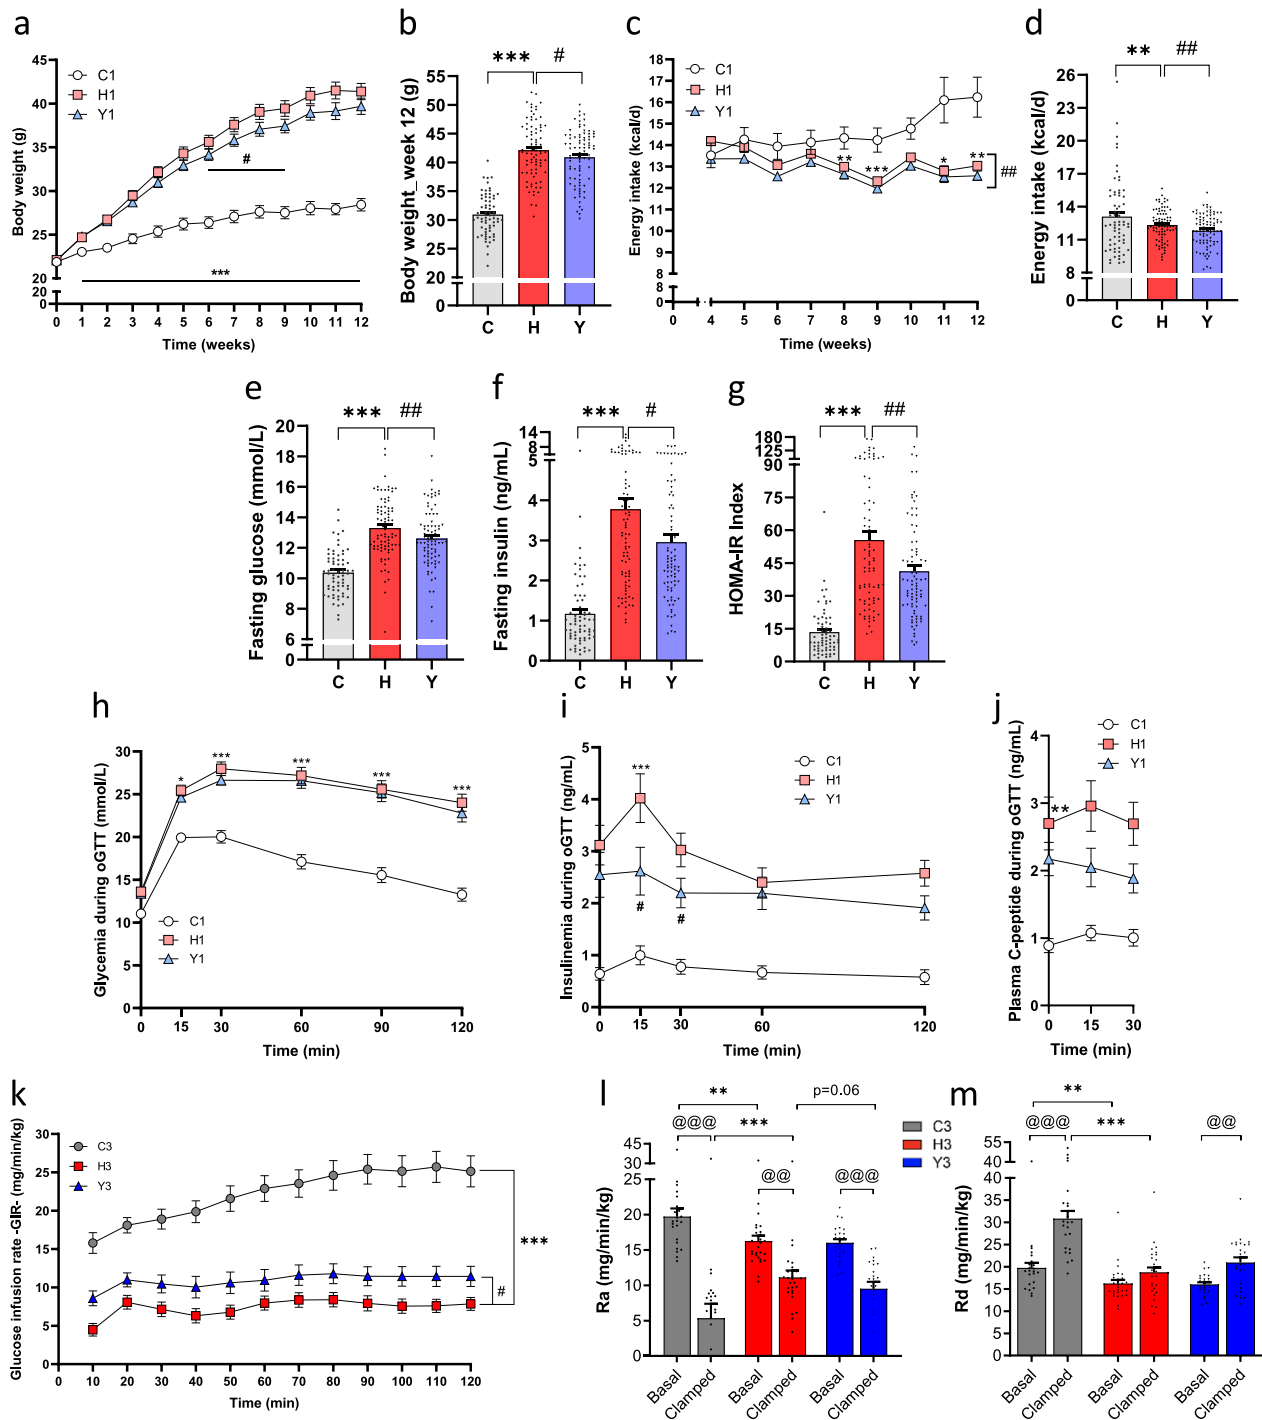 a
Body weight (g)
45
40
35
30
25
20
20
0
C1
H1
Y1
#
***
0 1 2 3 4 5 6 7 8 9 10 11 12
Time (weeks)
b
Body weight_week 12 (g)
*** #
55
50
45
40
35
30
20
20
0
C H Y
c
Energy intake (kcal/d)
18
17
16
15
14
13
12
11
10
9
8
8
0
C1
H1
Y1
** *** * **
##
0 4 5 6 7 8 9 10 11 12
Time (weeks)
d
Energy intake (kcal/d)
** ##
26
23
20
17
14
11
8
8
0
C H Y
e
Fasting glucose (mmol/L)
*** ##
20
18
16
14
12
10
8
6
6
0
C H Y
f
Fasting insulin (ng/mL)
*** #
14
8
5
5
4
3
2
1
0
C H Y
g
HOMA-IR Index
*** ##
180
125
90
90
75
60
45
30
15
0
C H Y
h
Glycemia during oGTT (mmol/L)
30
25
20
15
10
5
0
* *** *** *** ***
C1
H1
Y1
0 15 30 60 90 120
Time (min)
i
Insulinemia during oGTT (ng/mL)
5
4
3
2
1
0
***
# #
C1
H1
Y1
0 15 30 60 120
Time (min)
j
Plasma C-peptide during oGTT (ng/mL)
4
3
2
1
0
C1
H1
Y1
**
0 15 30
Time (min)
k
Glucose infusion rate -GIR- (mg/min/kg)
30
25
20
15
10
5
0
C3
H3
Y3
***
#
0 10 20 30 40 50 60 70 80 90 100 110 120
Time (min)
l
Ra (mg/min/kg)
** p=0.06
@@@ ***
@@ @@@
45
30
25
20
15
10
5
0
Basal Clamped Basal Clamped Basal Clamped
C3
H3
Y3
m
Rd (mg/min/kg)
**
@@@ *** @@
55
40
40
35
30
25
20
15
10
5
0
Basal Clamped Basal Clamped Basal Clamped